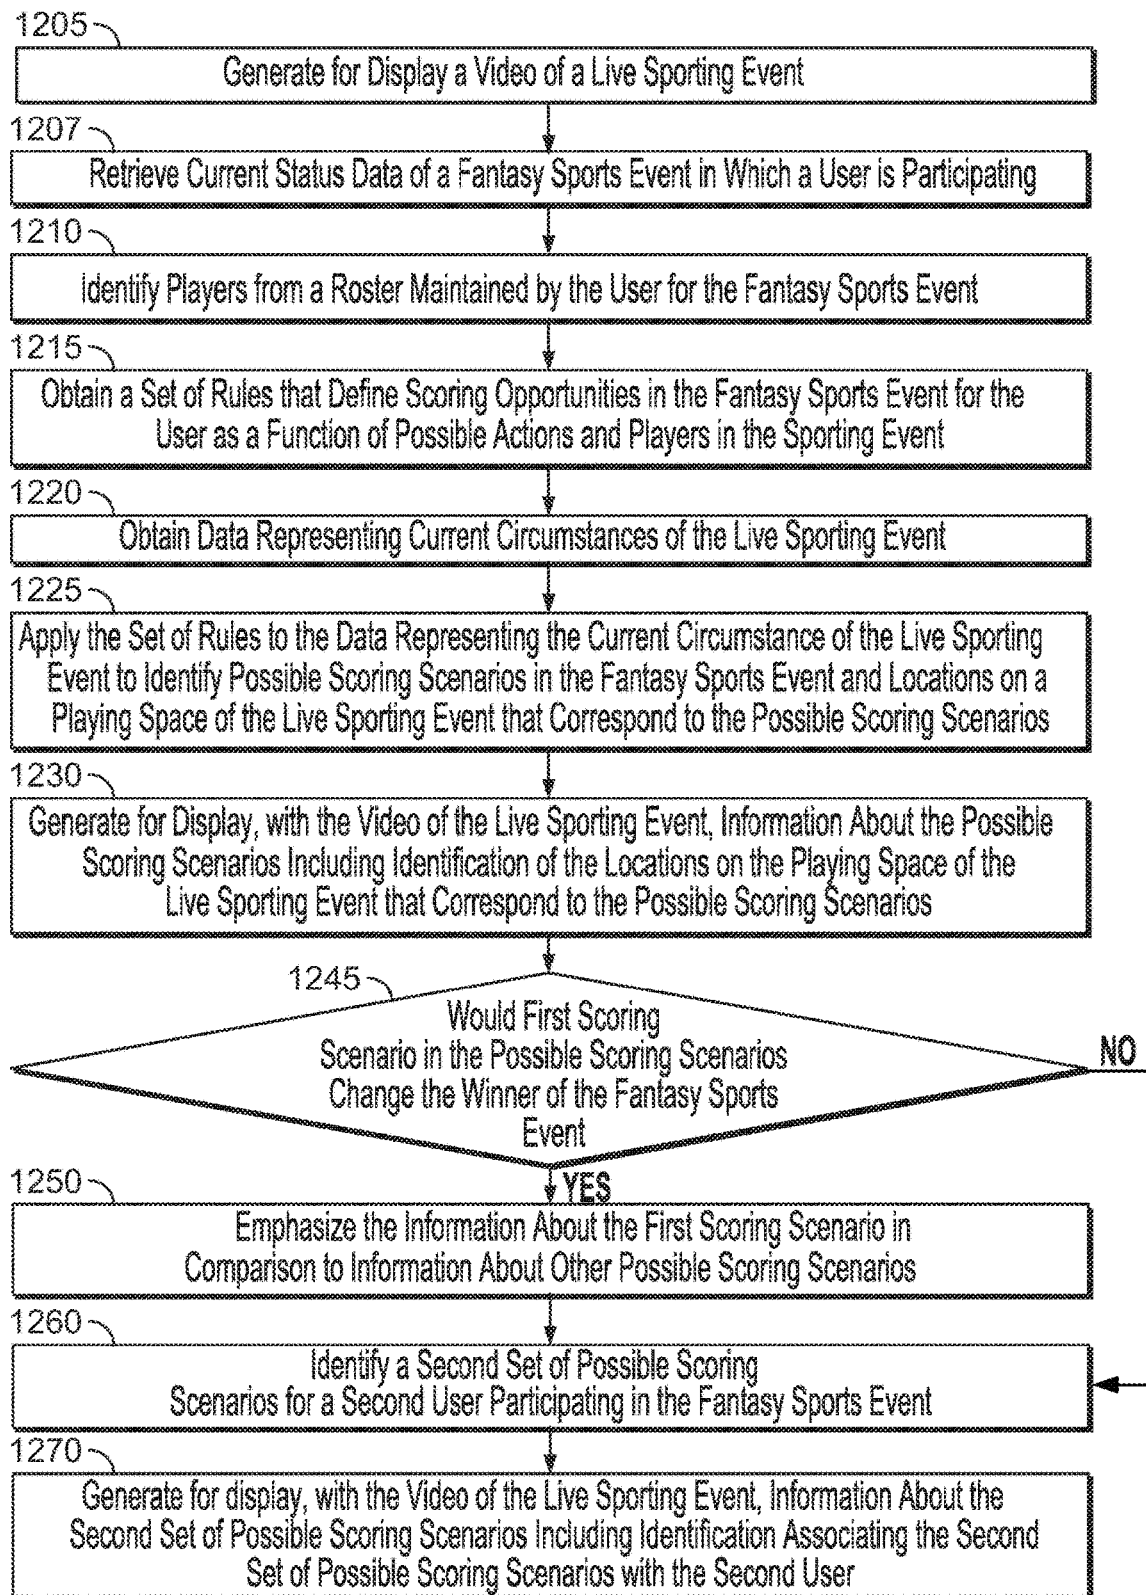 1205
Generate for Display a Video of a Live Sporting Event
1207
Retrieve Current Status Data of a Fantasy Sports Event in Which a User is Participating
1210
Identify Players from a Roster Maintained by the User for the Fantasy Sports Event
1215
Obtain a Set of Rules that Define Scoring Opportunities in the Fantasy Sports Event for the
User as a Function of Possible Actions and Players in the Sporting Event
1220
Obtain Data Representing Current Circumstances of the Live Sporting Event
1225
Apply the Set of Rules to the Data Representing the Current Circumstance of the Live Sporting
Event to Identify Possible Scoring Scenarios in the Fantasy Sports Event and Locations on a
Playing Space of the Live Sporting Event that Correspond to the Possible Scoring Scenarios
1230
Generate for Display, with the Video of the Live Sporting Event, Information About the Possible
Scoring Scenarios Including Identification of the Locations on the Playing Space of the
Live Sporting Event that Correspond to the Possible Scoring Scenarios
1245
Would First Scoring
Scenario in the Possible Scoring Scenarios
Change the Winner of the Fantasy Sports
Event
NO
YES
1250
Emphasize the Information About the First Scoring Scenario in
Comparison to Information About Other Possible Scoring Scenarios
1260
Identify a Second Set of Possible Scoring
Scenarios for a Second User Participating in the Fantasy Sports Event
1270
Generate for display, with the Video of the Live Sporting Event, Information About the
Second Set of Possible Scoring Scenarios Including Identification Associating the Second
Set of Possible Scoring Scenarios with the Second User